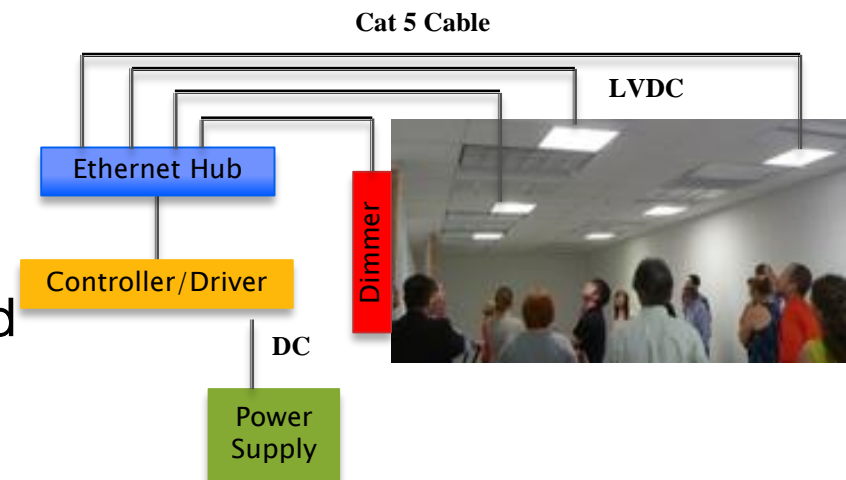 Cat 5 Cable
LVDC
Ethernet Hub
Dimmer
Controller/Driver
d
DC
Power
Supply